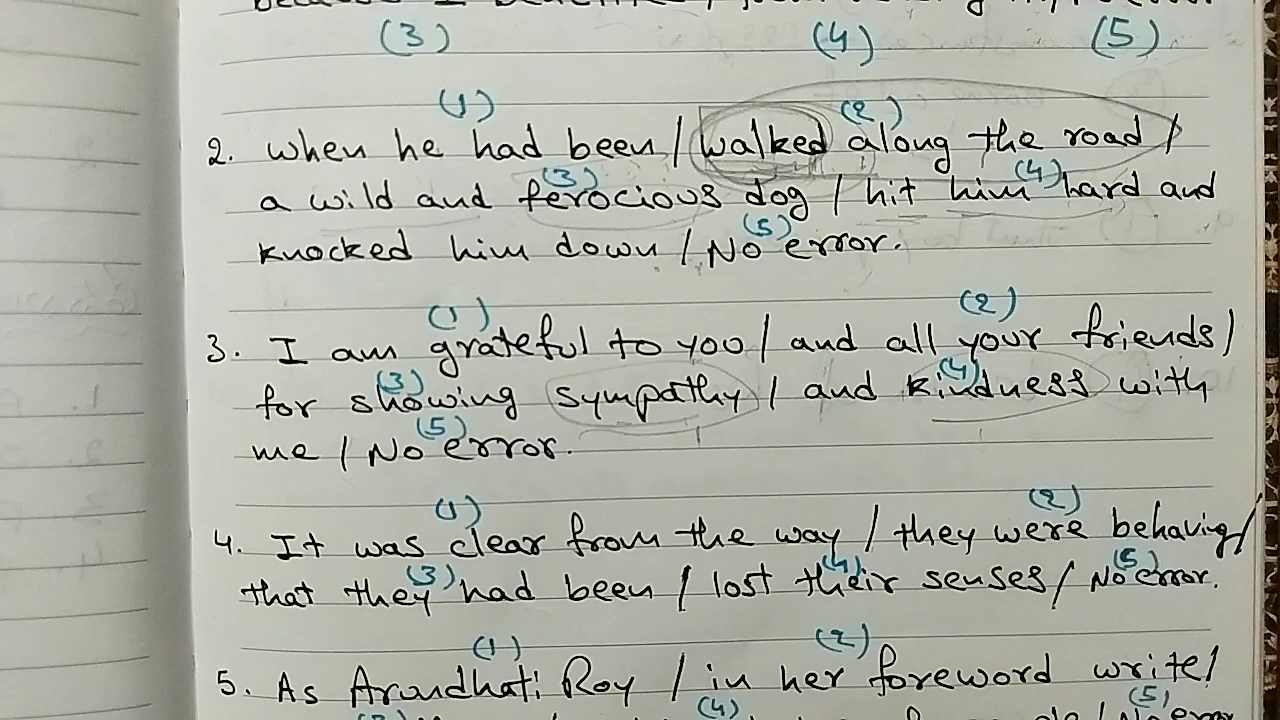 (3) (4) (5)
(1) (2)
2. When he had been / walked along the road /
(3) (4)
a wild and ferocious dog / hit him hard and
(5)
knocked him down / No error.
(1) (2)
3. I am grateful to you / and all your friends /
(3) (4)
for showing sympathy / and kindness with
(5)
me / No error.
(1) (2)
4. It was clear from the way / they were behaving /
(3) (4) (5)
that they had been / lost their senses / No error.
(1) (2)
5. As Arundhati Roy / in her foreword write /
(4) (5)